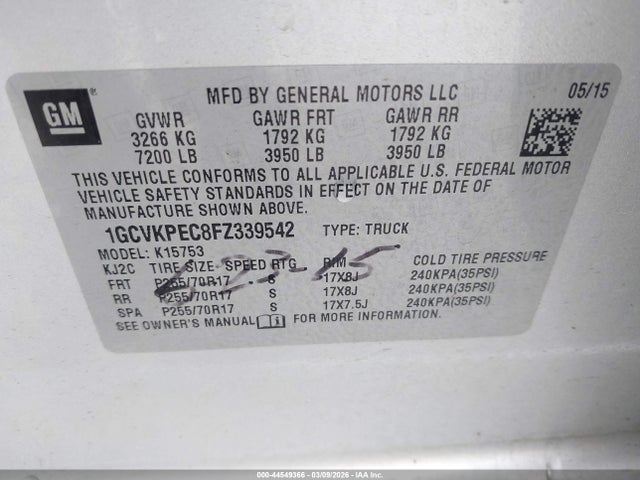 GM
MFD BY GENERAL MOTORS LLC 05/15
GVWR GAWR FRT GAWR RR
3266 KG 1792 KG 1792 KG
7200 LB 3950 LB 3950 LB
THIS VEHICLE CONFORMS TO ALL APPLICABLE U.S. FEDERAL MOTOR
VEHICLE SAFETY STANDARDS IN EFFECT ON THE DATE OF
MANUFACTURE SHOWN ABOVE.
1GCVKPEC8FZ339542 TYPE: TRUCK
MODEL: K15753
KJ2C TIRE SIZE SPEED RTG RIM COLD TIRE PRESSURE
FRT P255/70R17 S 17X8J 240KPA(35PSI)
RR P255/70R17 S 17X8J 240KPA(35PSI)
SPA P255/70R17 17X7.5J 240KPA(35PSI)
SEE OWNER'S MANUAL FOR MORE INFORMATION.
23-15
000-44549366 - 03/09/2026 - IAAI.CA